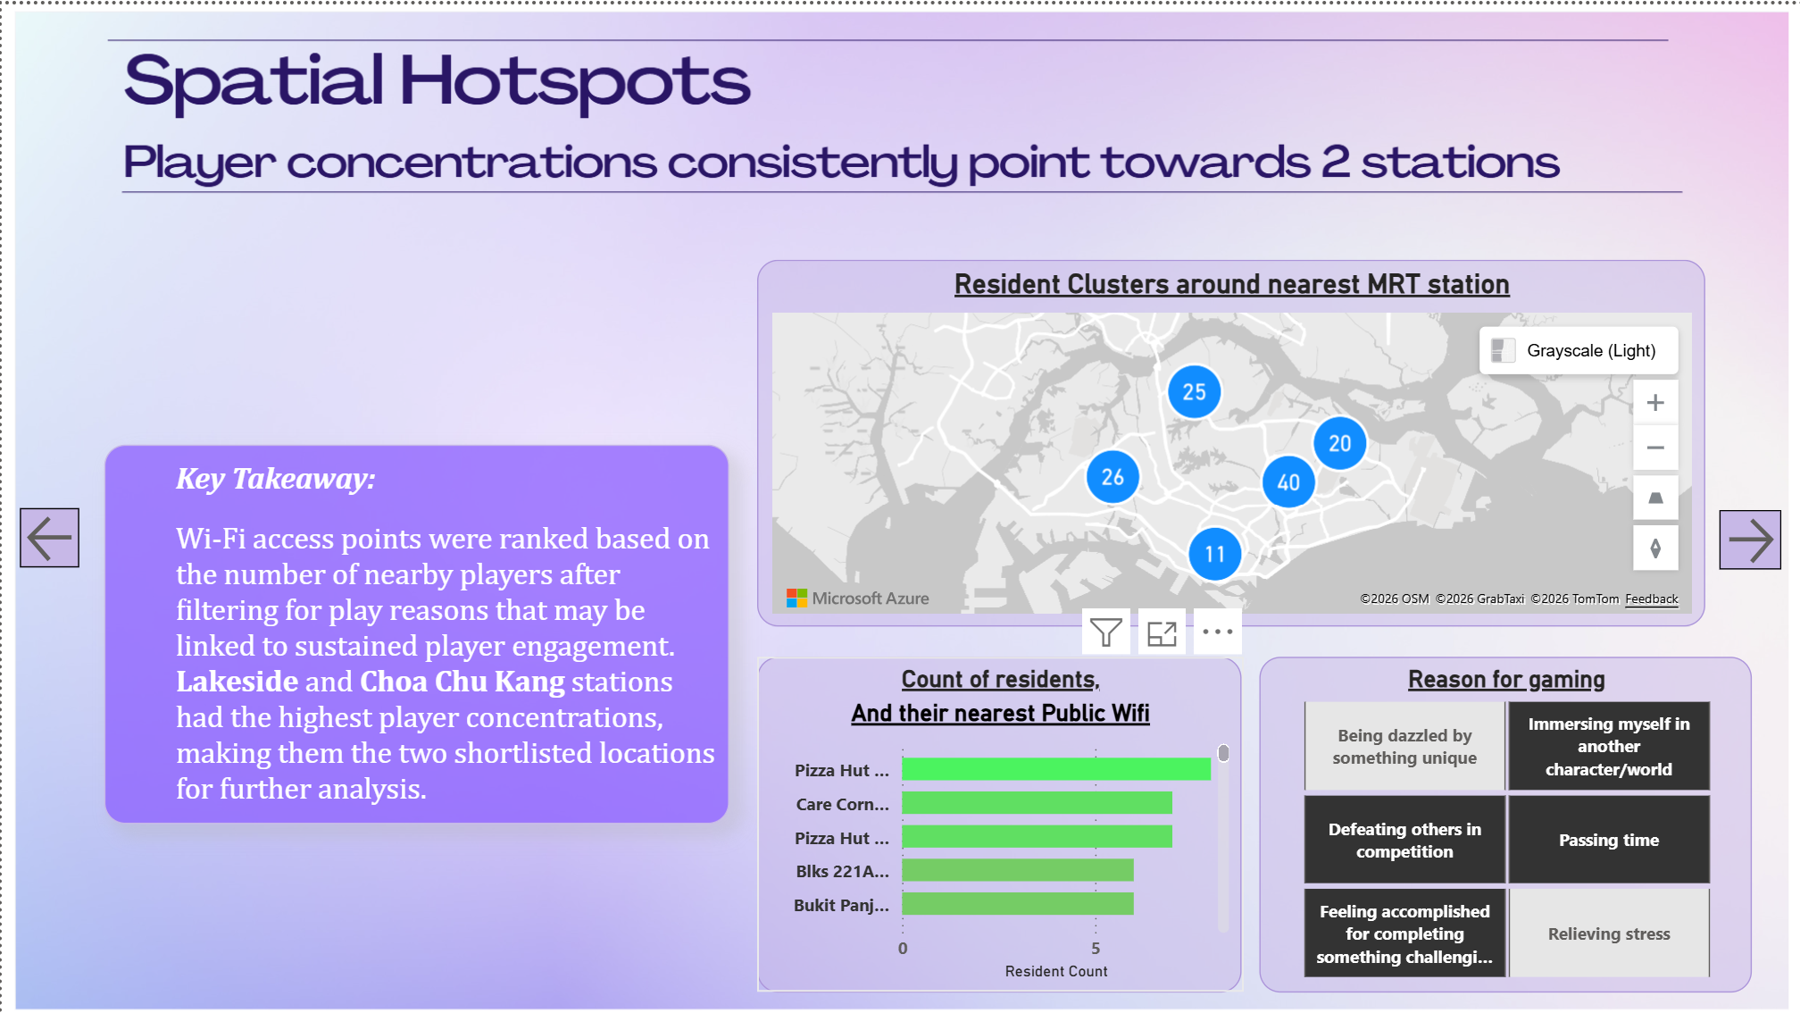 Spatial Hotspots
Player concentrations consistently point towards 2 stations
Key Takeaway:
Wi-Fi access points were ranked based on
the number of nearby players after
filtering for play reasons that may be
linked to sustained player engagement.
Lakeside and Choa Chu Kang stations
had the highest player concentrations,
making them the two shortlisted locations
for further analysis.
Resident Clusters around nearest MRT station
Grayscale (Light)
25
20
26
40
11
Microsoft Azure
©2026 OSM ©2026 GrabTaxi ©2026 TomTom Feedback
Count of residents,
And their nearest Public Wifi
Pizza Hut ...
Care Corn...
Pizza Hut ...
Blks 221A...
Bukit Panj...
0 5
Resident Count
Reason for gaming
Being dazzled by
something unique
Immersing myself in
another
character/world
Defeating others in
competition
Passing time
Feeling accomplished
for completing
something challengi...
Relieving stress